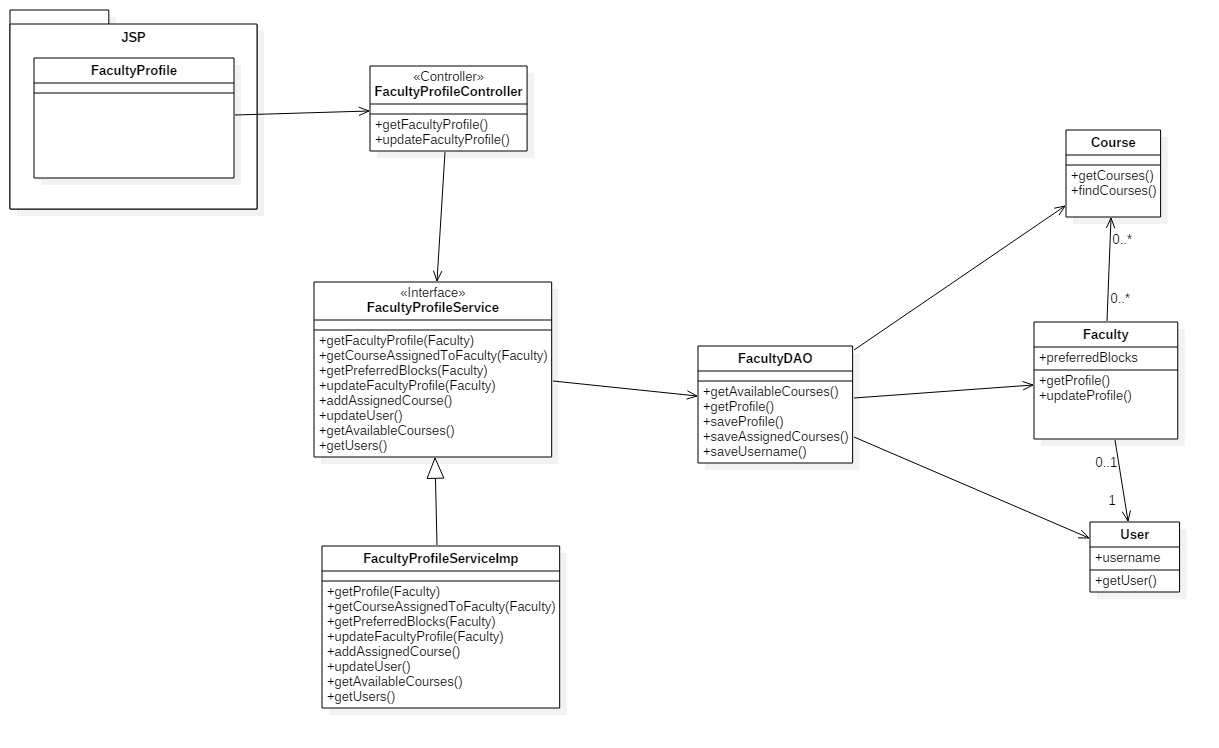 JSP
FacultyProfile
«Controller»
FacultyProfileController
+getFacultyProfile()
+updateFacultyProfile()
«Interface»
FacultyProfileService
+getFacultyProfile(Faculty)
+getCourseAssignedToFaculty(Faculty)
+getPreferredBlocks(Faculty)
+updateFacultyProfile(Faculty)
+addAssignedCourse()
+updateUser()
+getAvailableCourses()
+getUsers()
FacultyProfileServiceImp
+getProfile(Faculty)
+getCourseAssignedToFaculty(Faculty)
+getPreferredBlocks(Faculty)
+updateFacultyProfile(Faculty)
+addAssignedCourse()
+updateUser()
+getAvailableCourses()
+getUsers()
FacultyDAO
+getAvailableCourses()
+getProfile()
+saveProfile()
+saveAssignedCourses()
+saveUsername()
Course
+getCourses()
+findCourses()
0..*
0..*
Faculty
+preferredBlocks
+getProfile()
+updateProfile()
0..1
1
User
+username
+getUser()